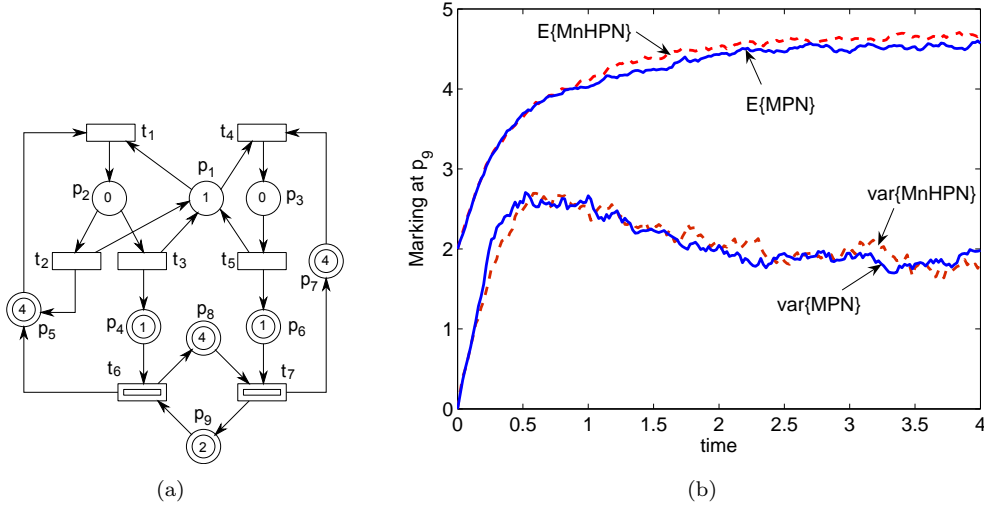 t1
t4
p1
p2
0
1
0
p3
t2
t3
t5
4
p7
4
p5
p4
1
p8
4
1
p6
t6
t7
p9
2
(a)
5
4
3
2
1
0
Marking at p9
E{MnHPN}
E{MPN}
var{MnHPN}
var{MPN}
0
0.5
1
1.5
2
2.5
3
3.5
4
time
(b)